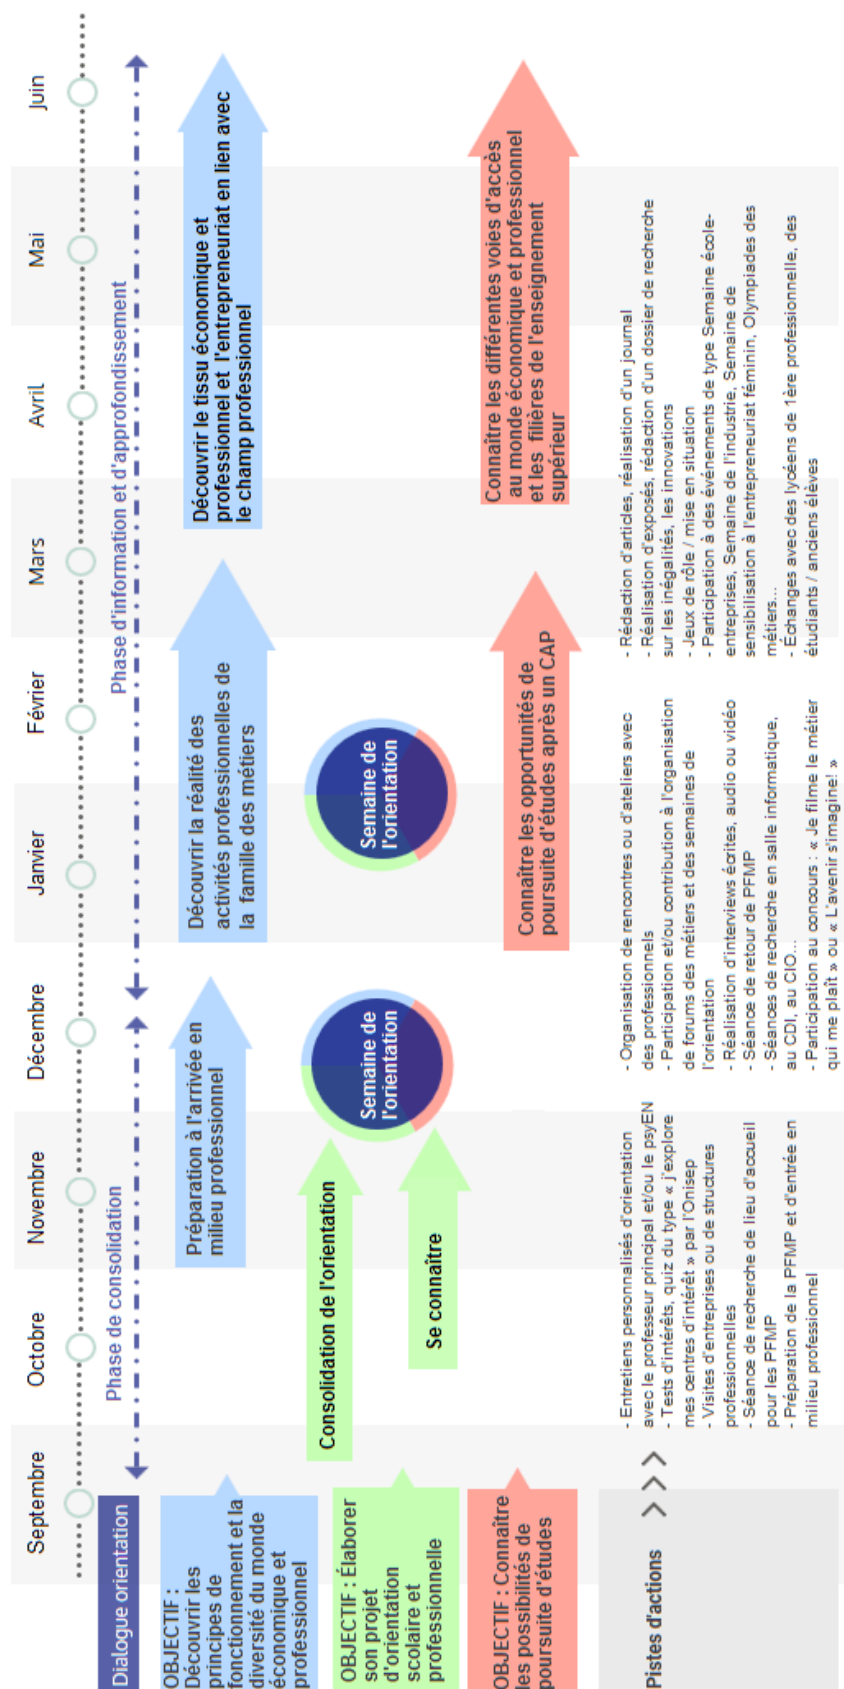 Septembre
Octobre
Novembre
Décembre
Janvier
Février
Mars
Avril
Mai
Juin
Dialogue orientation
Phase de consolidation
Phase d'information et d'approfondissement
OBJECTIF :
Découvrir les
principes de
fonctionnement et la
diversité du monde
économique et
professionnel
Préparation à l'arrivée en
milieu professionnel
Découvrir la réalité des
activités professionnelles de
la famille des métiers
Découvrir le tissu économique et
professionnel et l'entrepreneuriat en lien avec
le champ professionnel
OBJECTIF : Élaborer
son projet
d'orientation
scolaire et
professionnelle
Consolidation de l'orientation
Se connaître
Semaine de
l'orientation
Semaine de
l'orientation
OBJECTIF : Connaître
les possibilités de
poursuite d'études
Connaître les opportunités de
poursuite d'études après un CAP
Connaître les différentes voies d'accès
au monde économique et professionnel
et les filières de l'enseignement
supérieur
Pistes d'actions
- Entretiens personnalisés d'orientation
avec le professeur principal et/ou le psyEN
- Tests d'intérêts, quiz du type « j'explore
mes centres d'intérêt » par l'Onisep
- Visites d'entreprises ou de structures
professionnelles
- Séance de recherche de lieu d'accueil
pour les PFMP
- Préparation de la PFMP et d'entrée en
milieu professionnel
- Organisation de rencontres ou d'ateliers avec
des professionnels
- Participation et/ou contribution à l'organisation
de forums des métiers et des semaines de
l'orientation
- Réalisation d'interviews écrites, audio ou vidéo
- Séance de retour de PFMP
- Séances de recherche en salle informatique,
au CDI, au CIO...
- Participation au concours : « Je filme le métier
qui me plaît » ou « L'avenir s'imagine! »
- Rédaction d'articles, réalisation d'un journal
- Réalisation d'exposés, rédaction d'un dossier de recherche
sur les inégalités, les innovations
- Jeux de rôle / mise en situation
- Participation à des événements de type Semaine école-
entreprises, Semaine de l'industrie, Semaine de
sensibilisation à l'entrepreneuriat féminin, Olympiades des
métiers...
- Échanges avec des lycéens de 1ère professionnelle, des
étudiants / anciens élèves